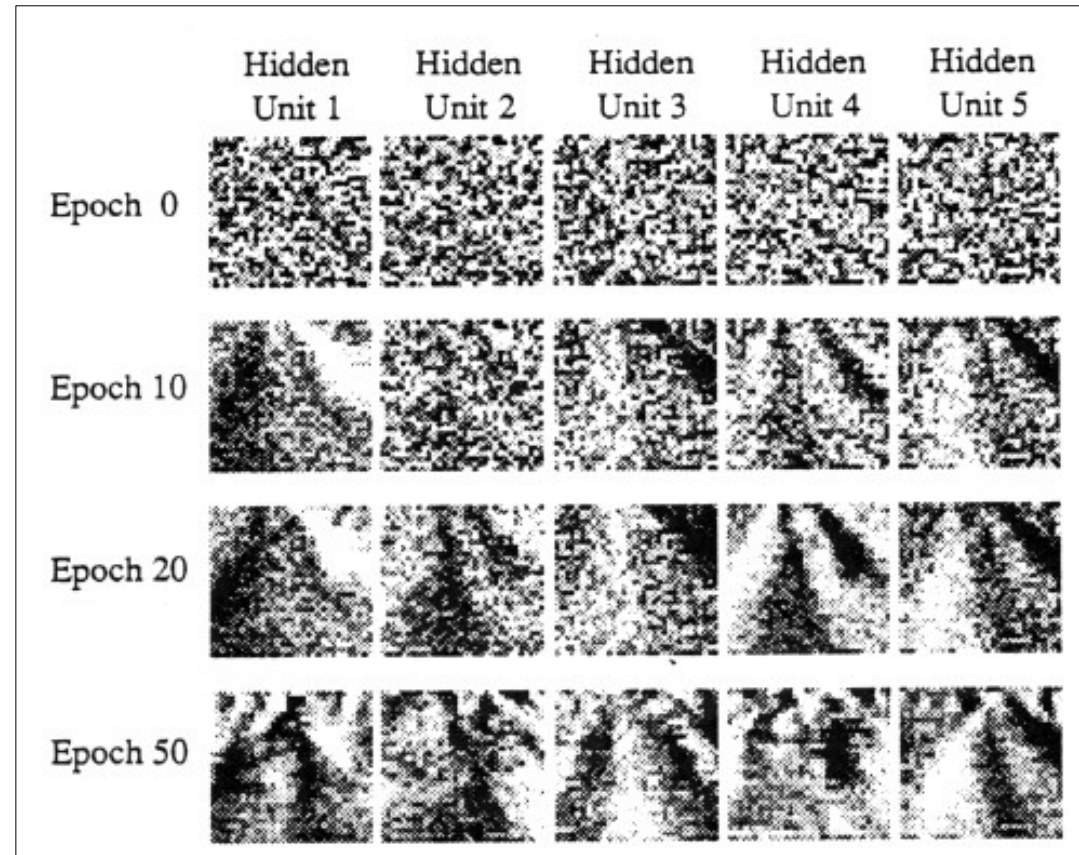 Hidden Hidden Hidden Hidden Hidden
Unit 1 Unit 2 Unit 3 Unit 4 Unit 5
Epoch 0
Epoch 10
Epoch 20
Epoch 50